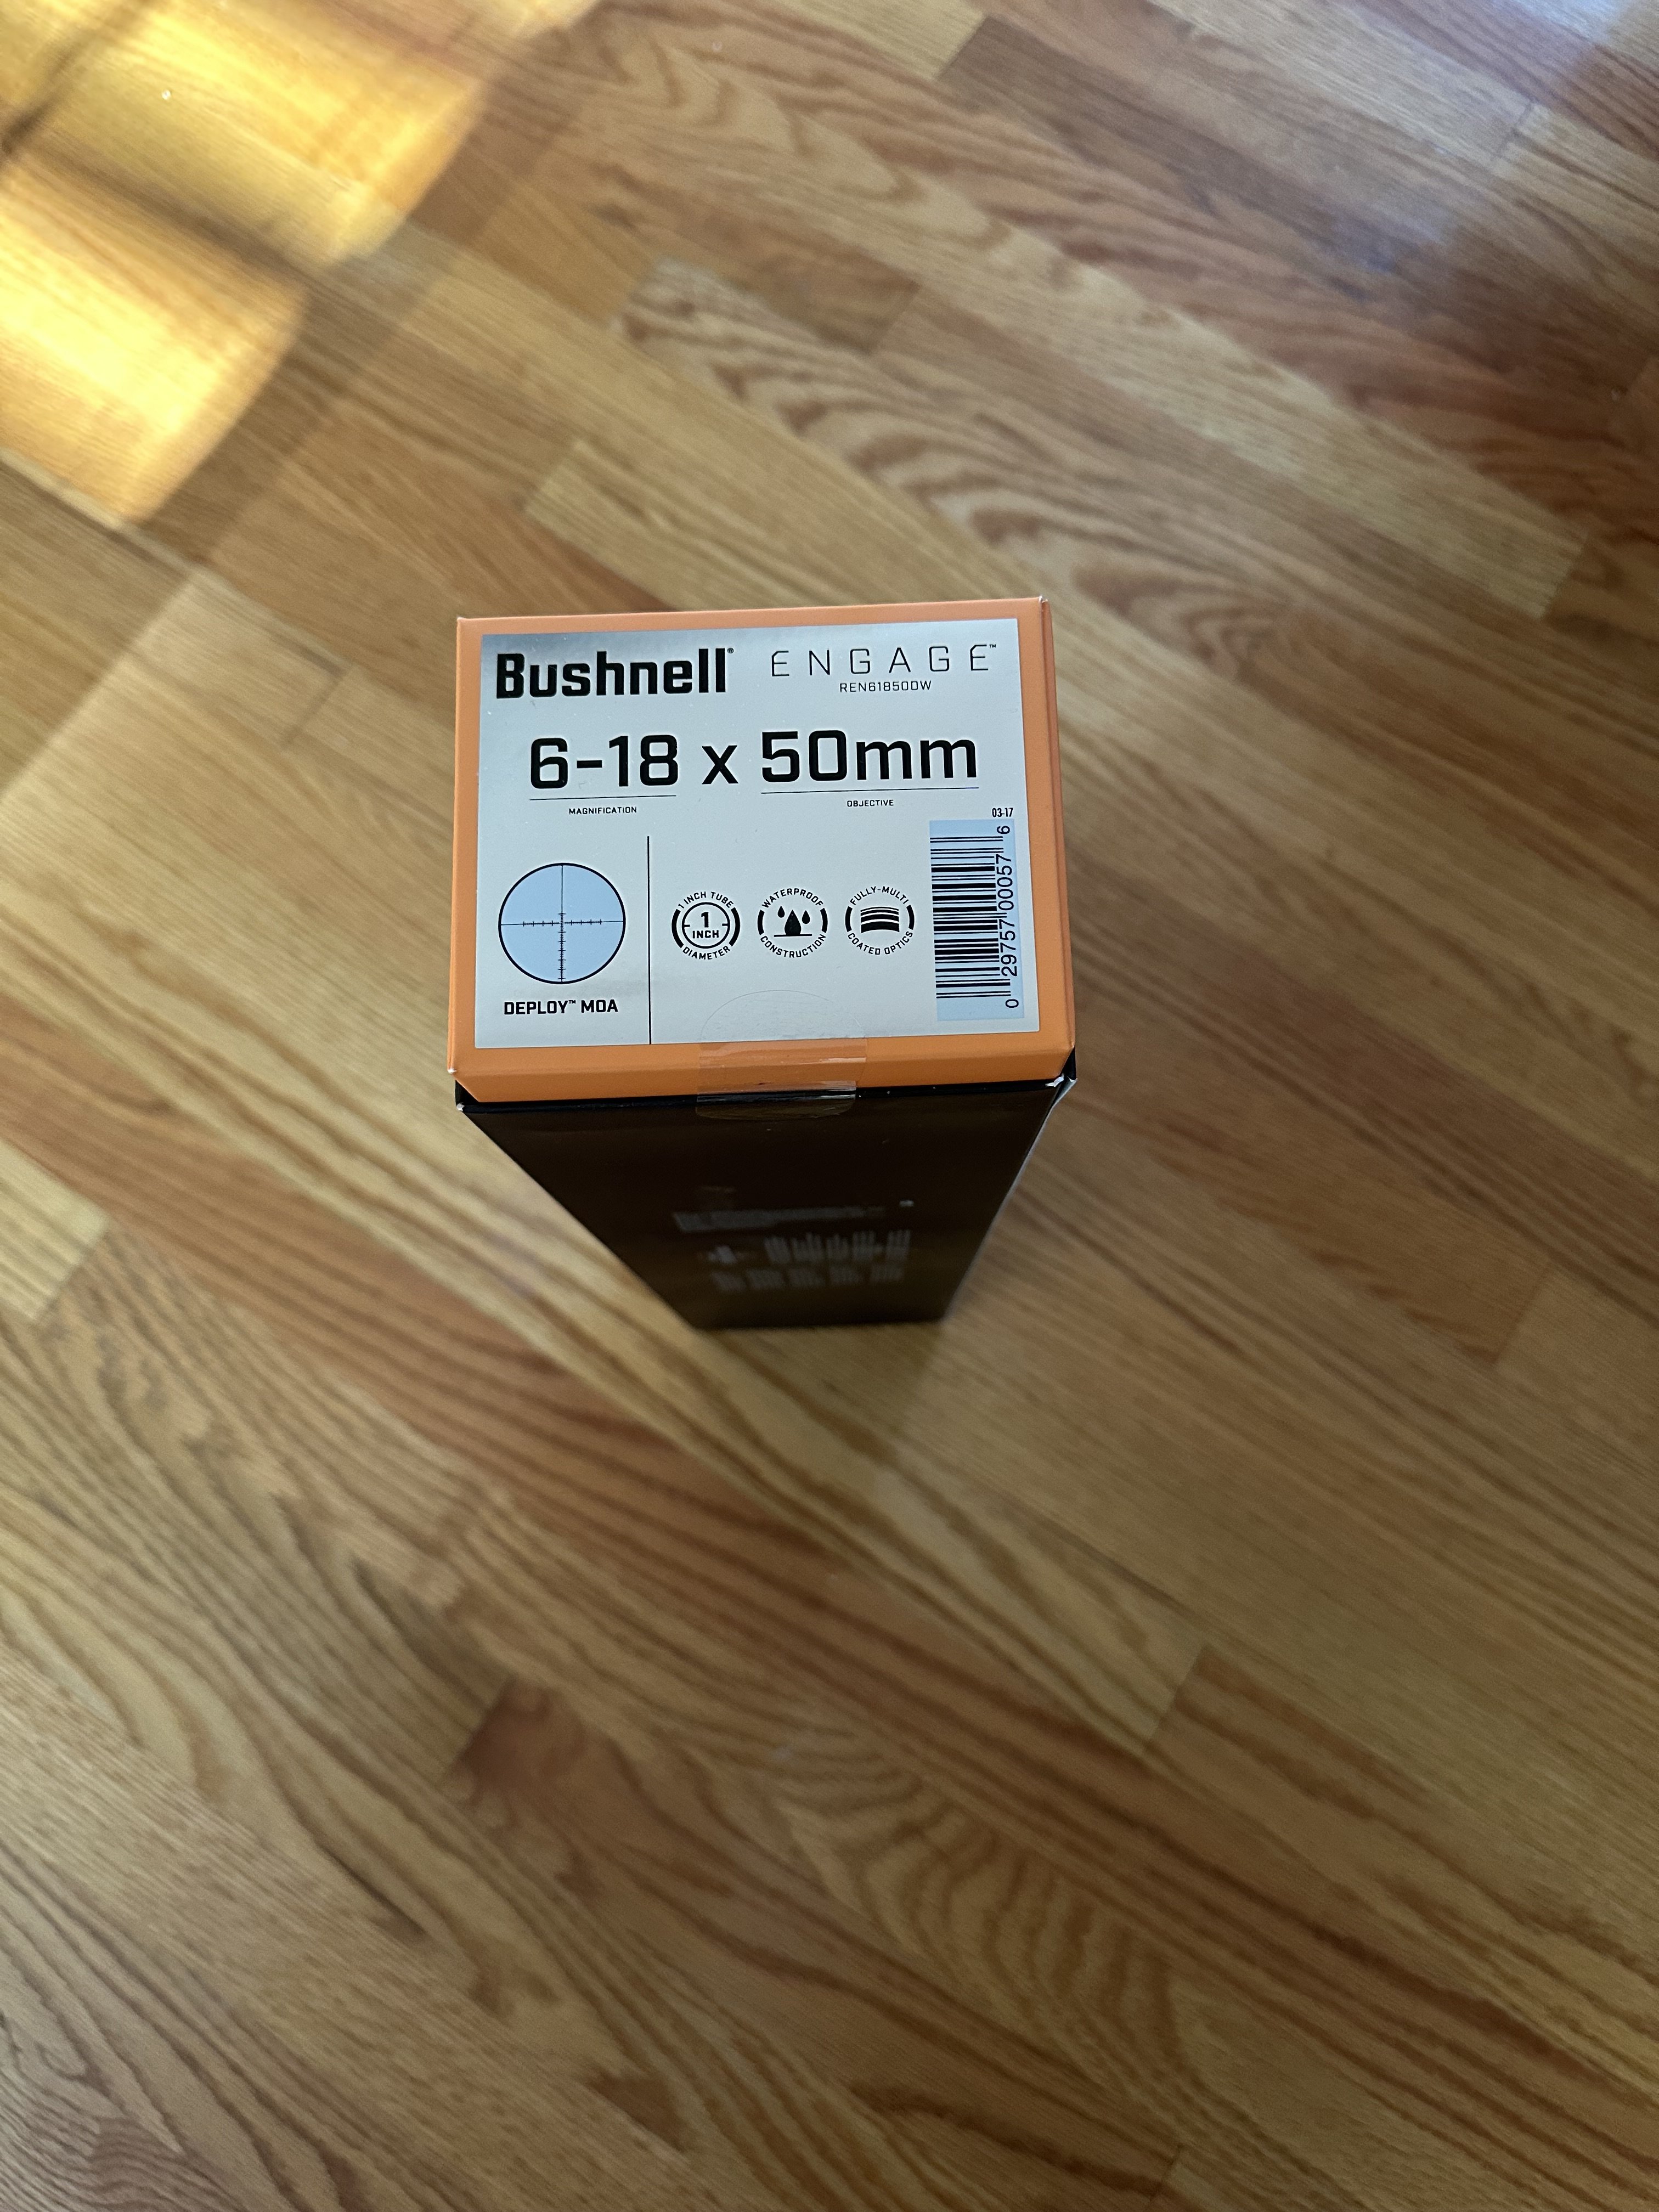 Bushnell® ENGAGE™
REN61850DW
6-18 x 50mm
MAGNIFICATION
OBJECTIVE
03-17
DEPLOY™ MOA
1 INCH TUBE
1
INCH
DIAMETER
WATERPROOF
CONSTRUCTION
FULLY-MULTI
COATED OPTICS
0 29757 00057 6